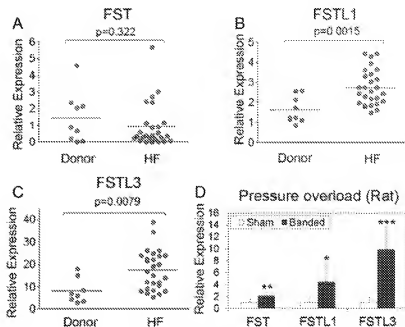 A
FST
p=0.322
Relative Expression
6
5
4
3
2
1
0
Donor
HF
B
FSTL1
p=0.0015
Relative Expression
5
4
3
2
1
0
Donor
HF
C
FSTL3
p=0.0079
Relative Expression
40
30
20
10
0
Donor
HF
D
Pressure overload (Rat)
Relative Expression
16
14
12
10
8
6
4
2
0
Sham
Banded
**
*
***
FST
FSTL1
FSTL3